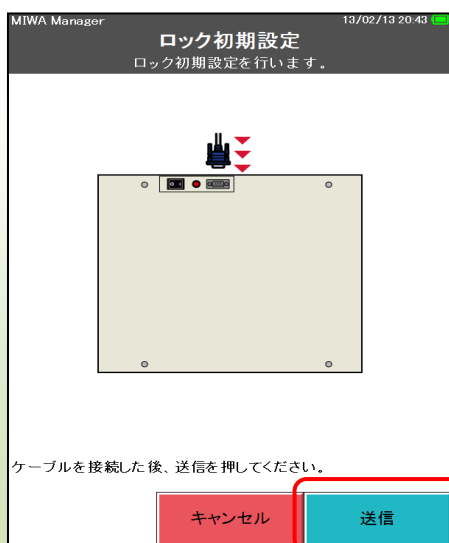 MIWA Manager 13/02/13 20:43
ロック初期設定
ロック初期設定を行います.
ケーブルを接続した後、送信を押してください.
キャンセル 送信